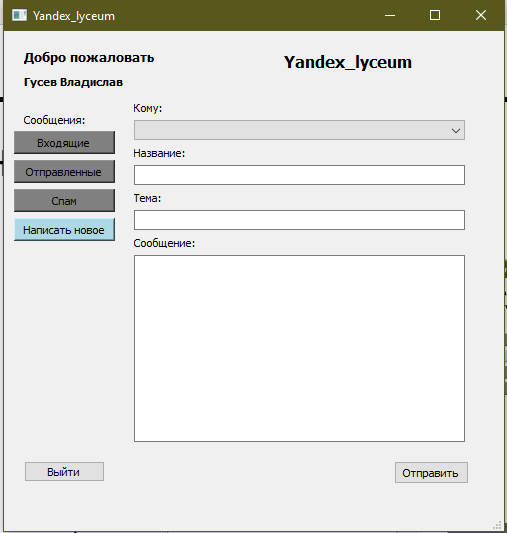 Yandex_lyceum
Добро пожаловать
Yandex_lyceum
Гусев Владислав
Кому:
Сообщения:
Входящие
Название:
Отправленные
Тема:
Спам
Написать новое
Сообщение:
Выйти
Отправить